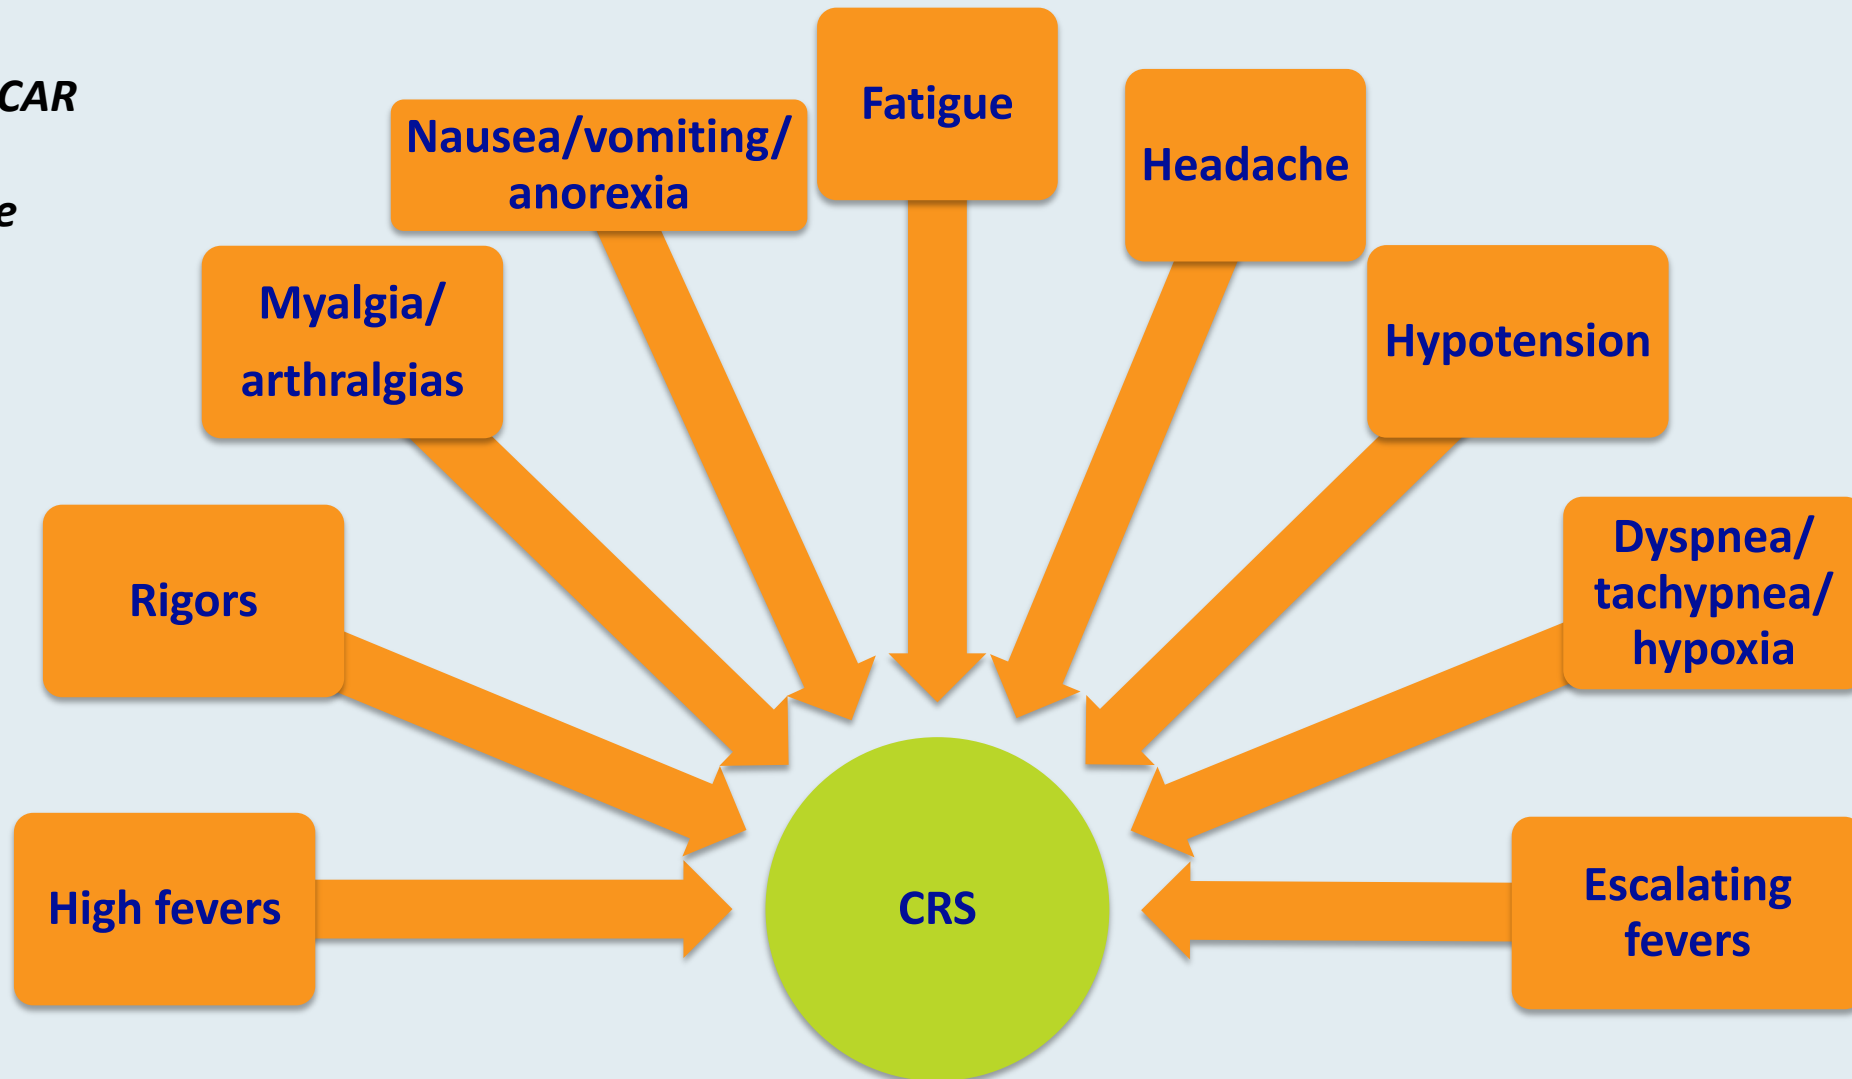 CAR
e
Nausea/vomiting/
anorexia
Fatigue
Headache
Myalgia/
arthralgias
Hypotension
Rigors
Dyspnea/
tachypnea/
hypoxia
High fevers
CRS
Escalating
fevers